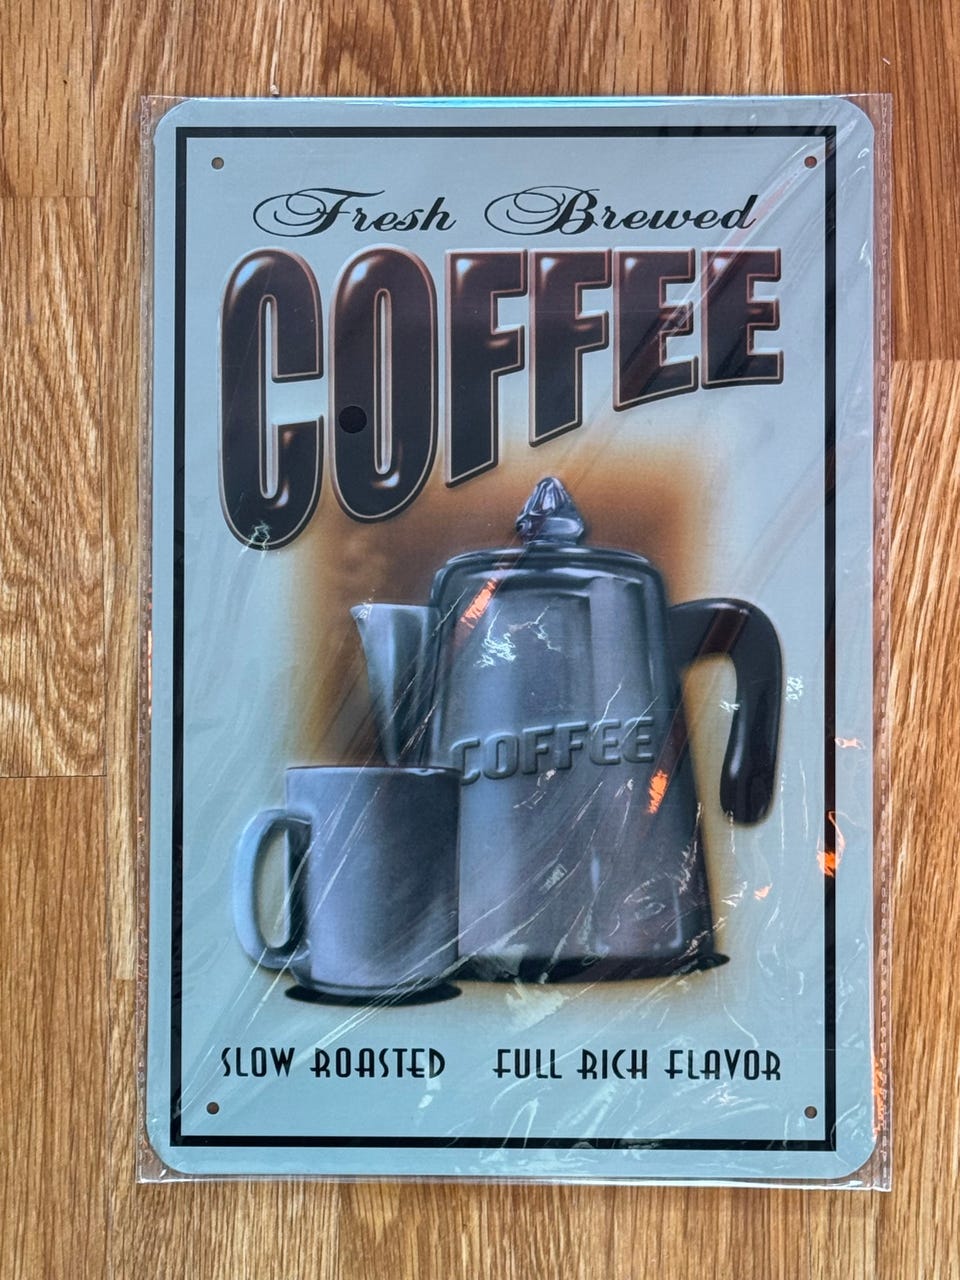 Fresh Brewed
COFFEE
COFFEE
SLOW ROASTED FULL RICH FLAVOR